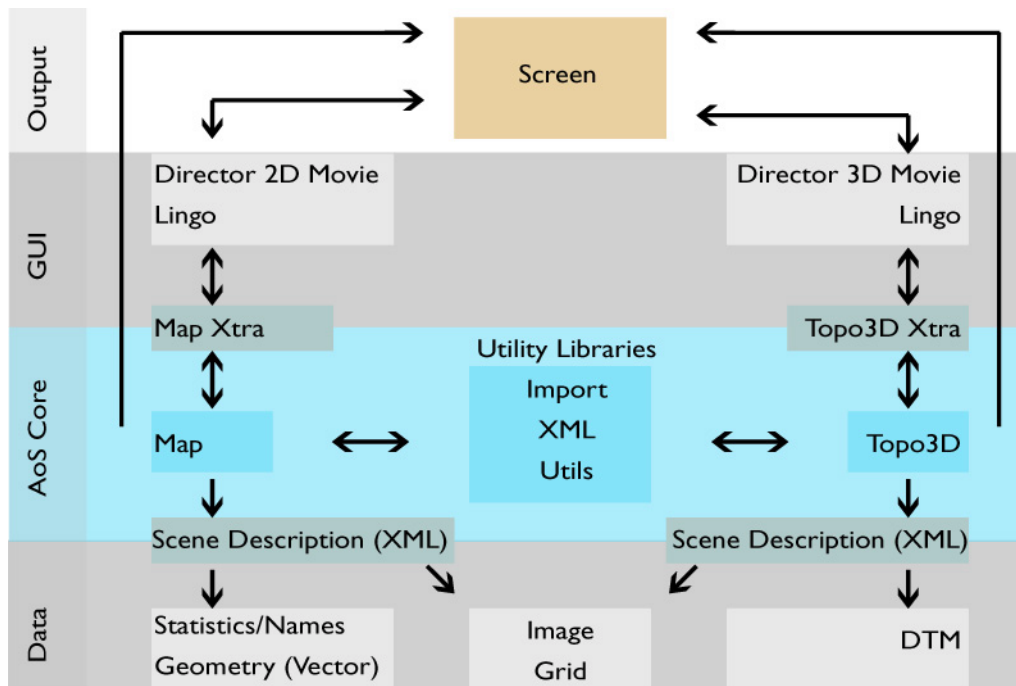 Output
Screen
GUI
Director 2D Movie
Lingo
Director 3D Movie
Lingo
Map Xtra
Topo3D Xtra
AoS Core
Utility Libraries
Import
XML
Utils
Map
Topo3D
Scene Description (XML)
Scene Description (XML)
Data
Statistics/Names
Geometry (Vector)
Image
Grid
DTM